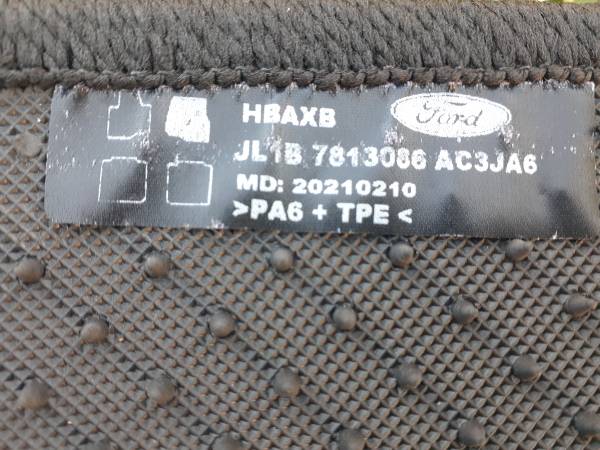 HBAXB
Ford
JL1B 7813086 AC3JA6
MD: 20210210
>PA6 + TPE<